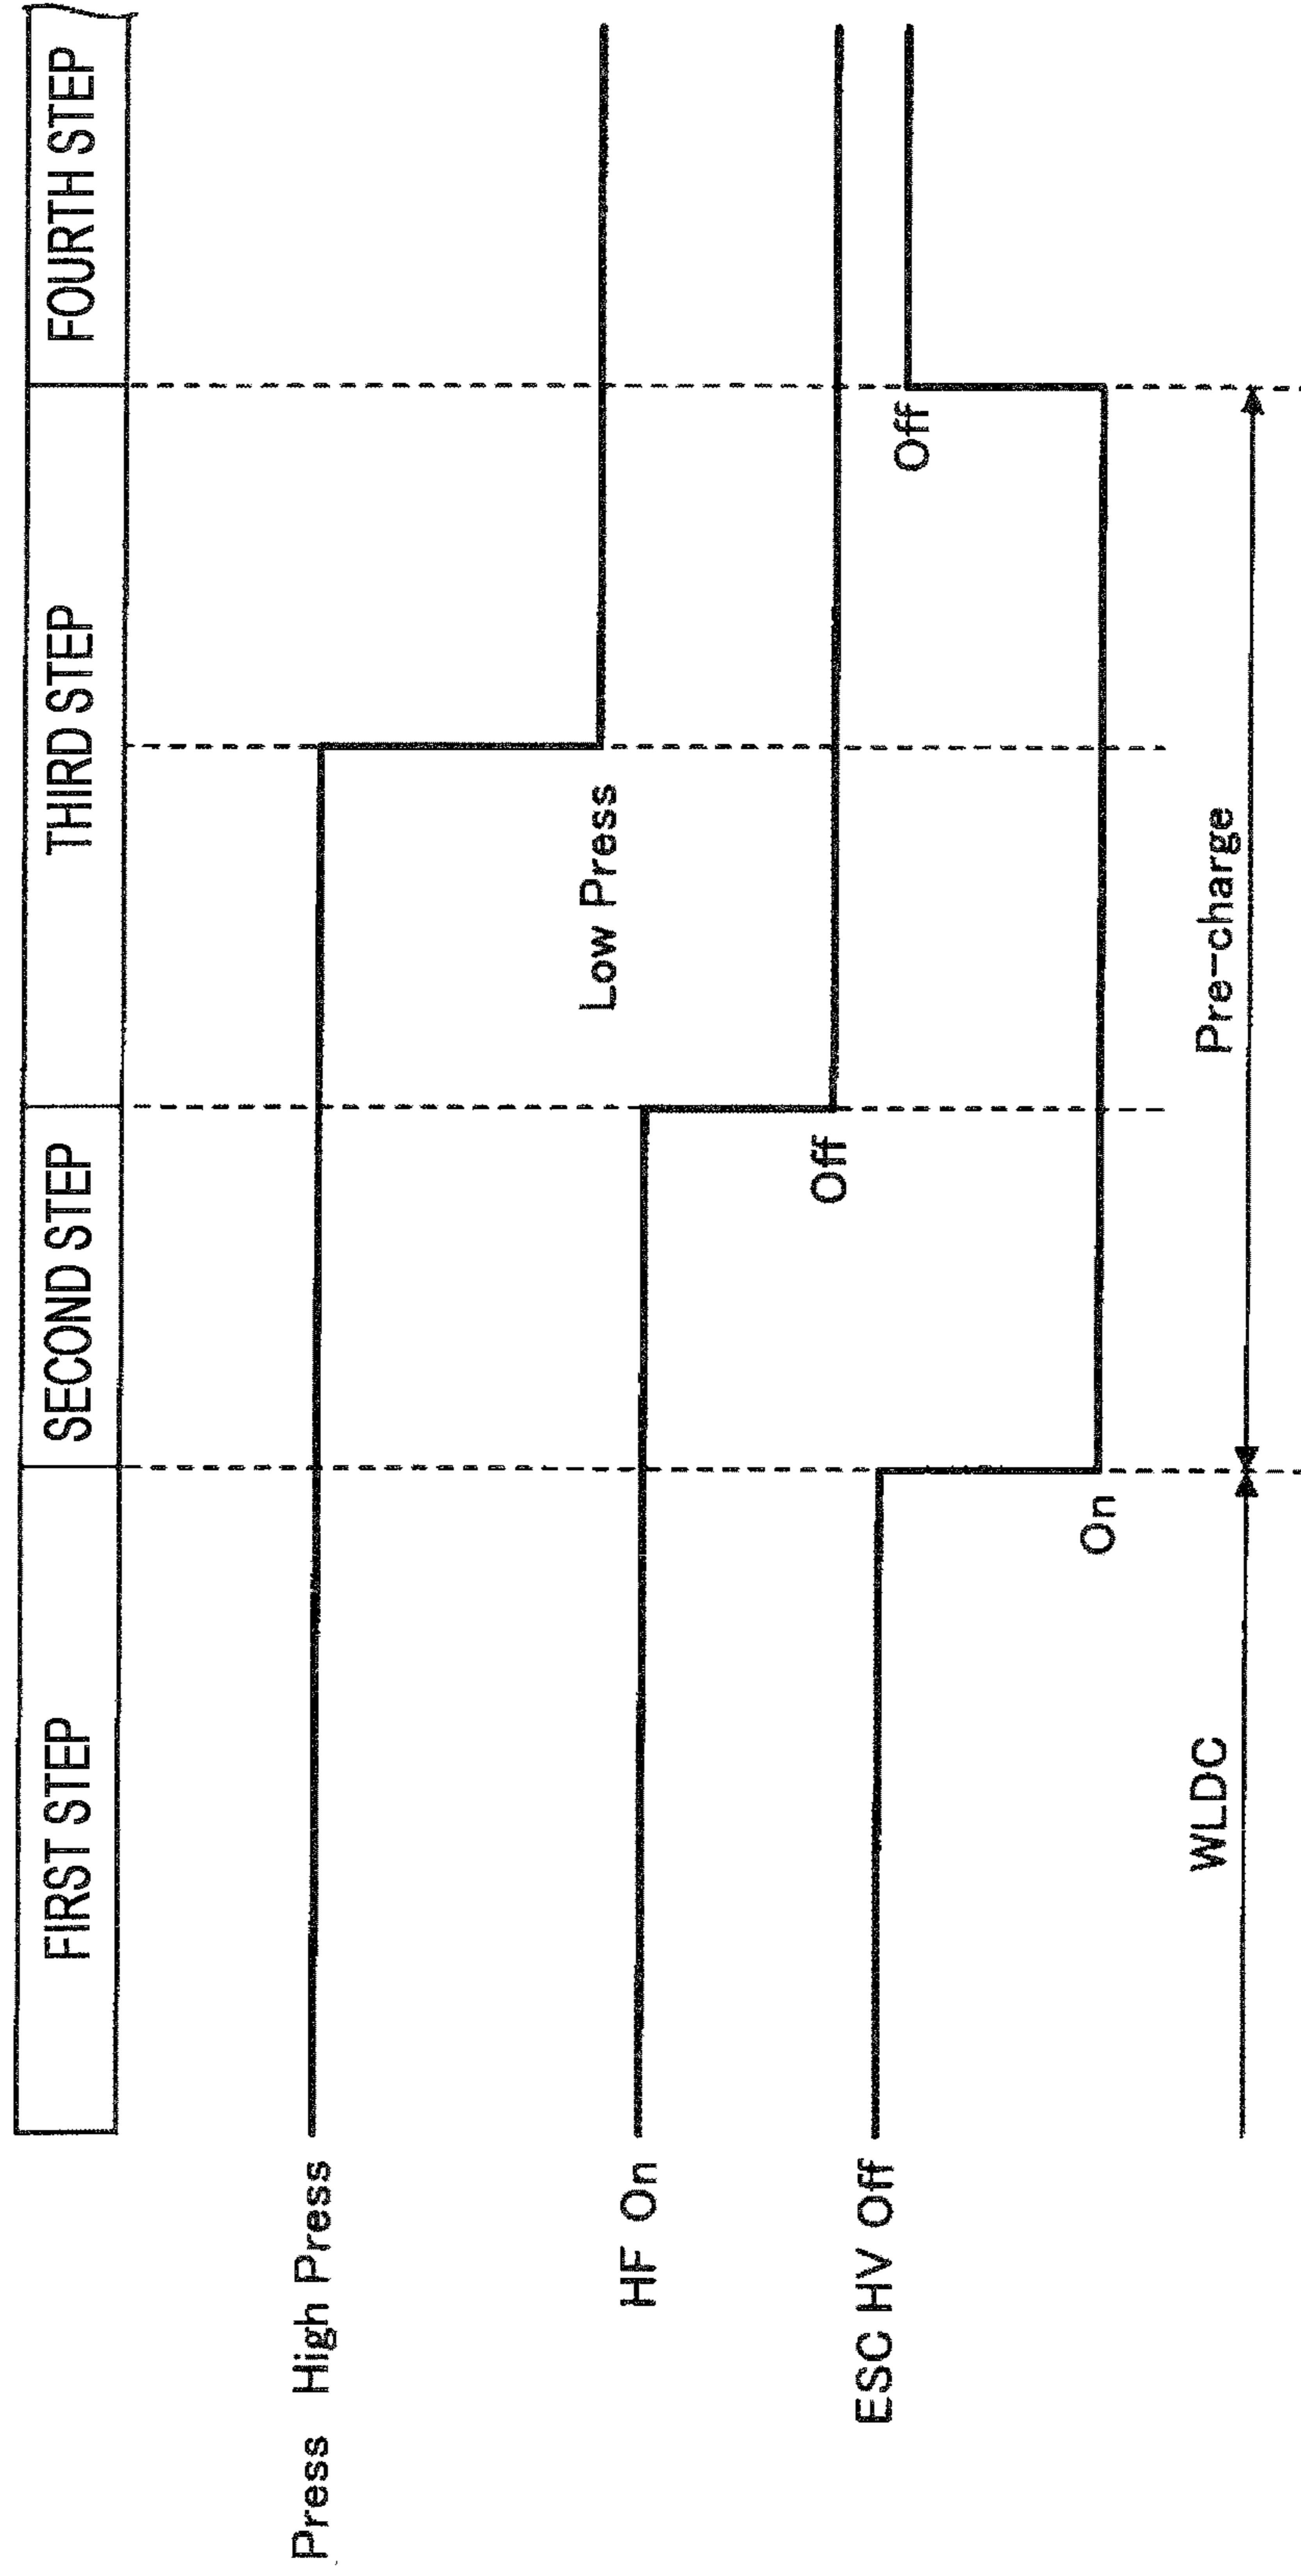 FIRST STEP
SECOND STEP
THIRD STEP
FOURTH STEP
Press High Press
Low Press
HF On
Off
ESC HV Off
On
Off
WLDC
Pre-charge